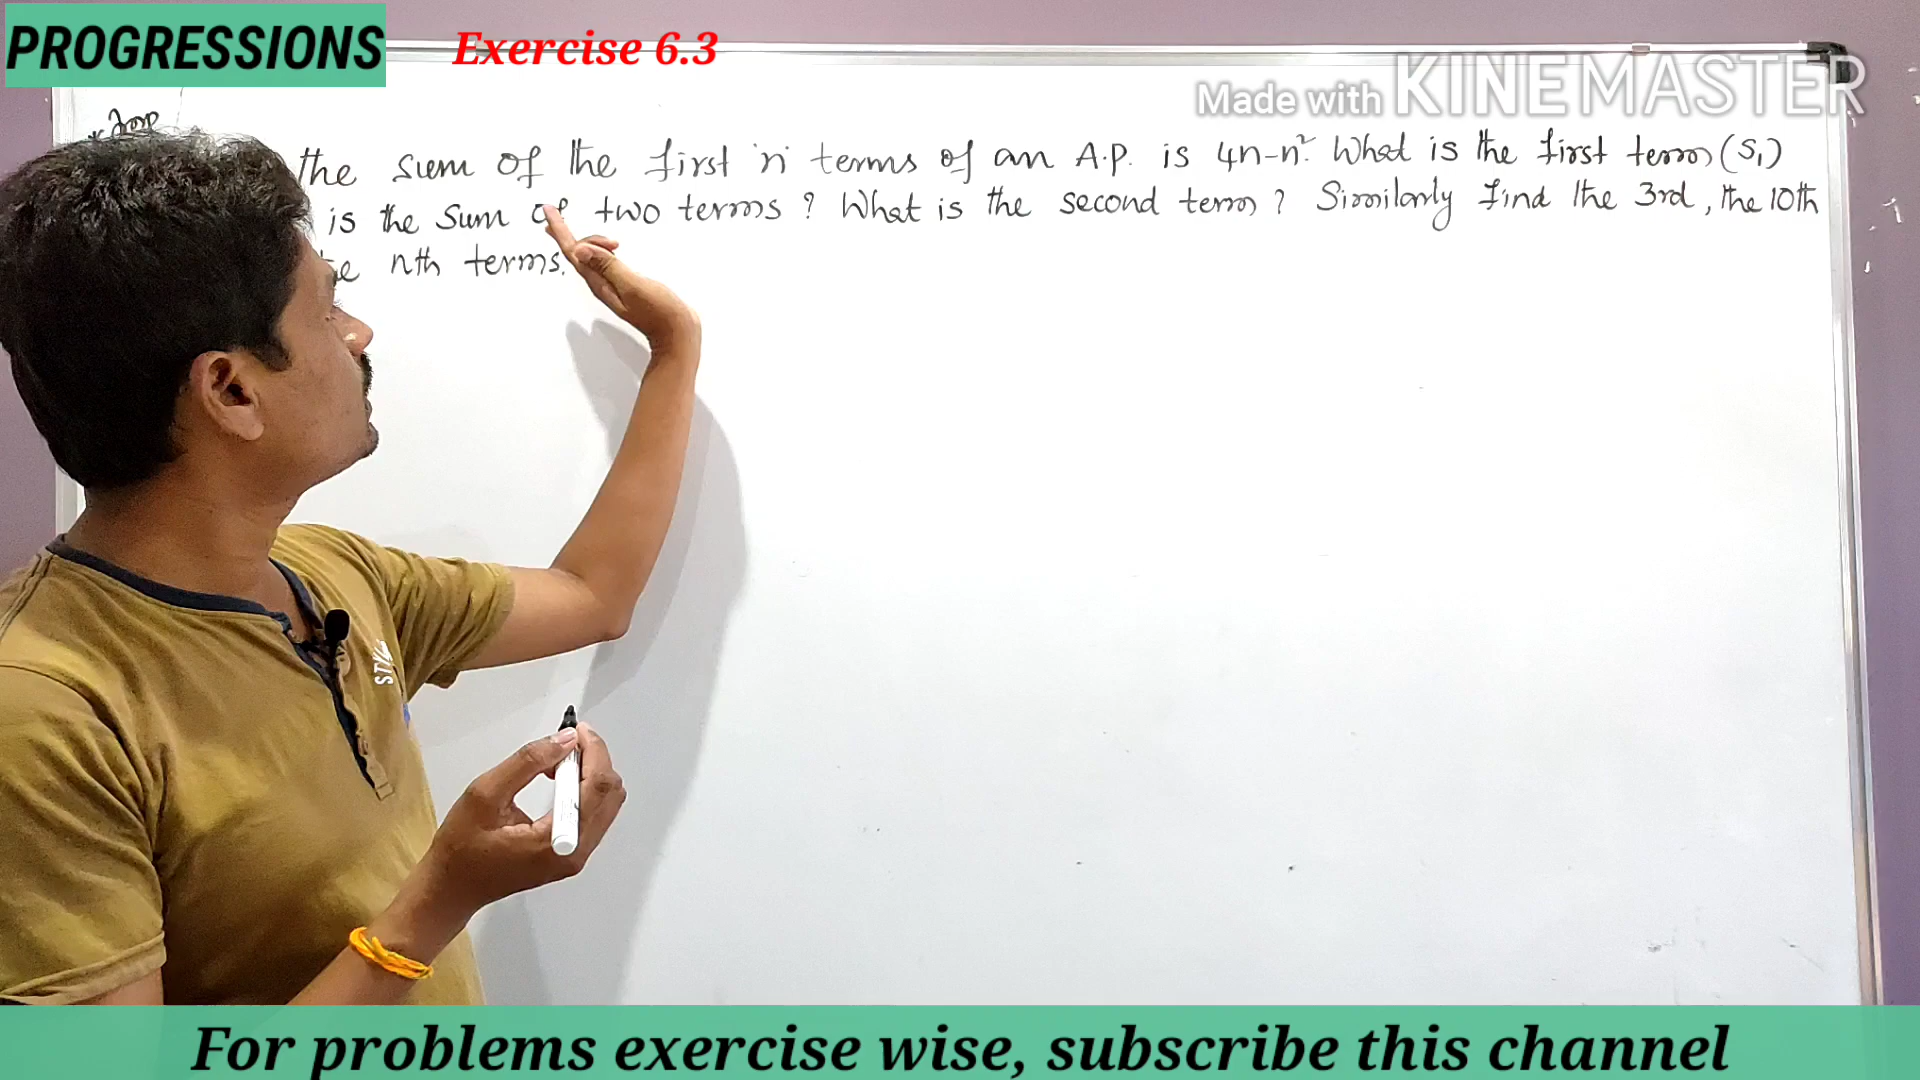 PROGRESSIONS
Exercise 6.3
Made with KINEMASTER
* Imp
the sum of the first 'n' terms of an A.P. is 4n-n². What is the first term (S₁)
is the sum of two terms ? What is the second term ? Similarly find the 3rd, the 10th
nth terms.
STYLE
For problems exercise wise, subscribe this channel